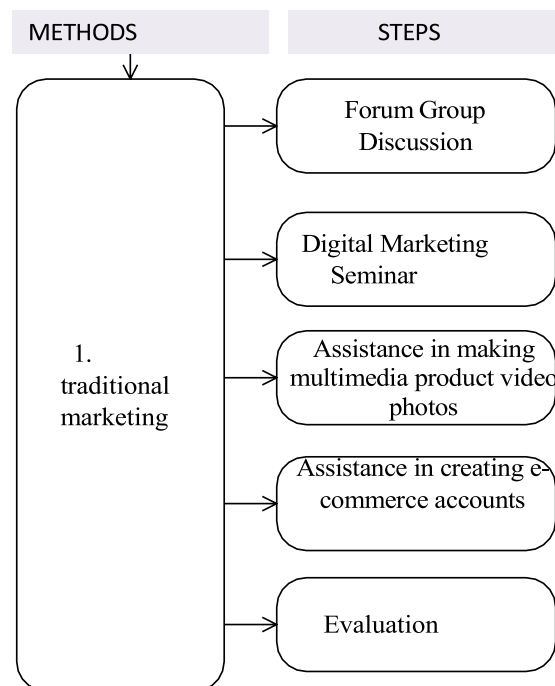 METHODS
STEPS
1.
traditional
marketing
Forum Group
Discussion
Digital Marketing
Seminar
Assistance in making
multimedia product video
photos
Assistance in creating e-
commerce accounts
Evaluation